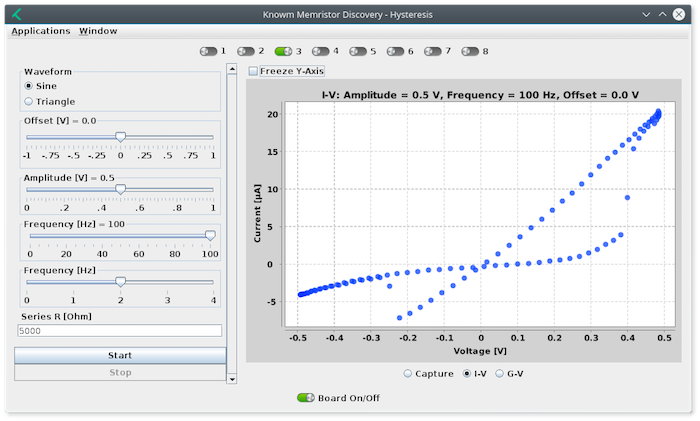 Knowm Memristor Discovery - Hysteresis
Applications Window
1 2 3 4 5 6 7 8
Waveform
Sine
Triangle
Offset [V] = 0.0
-1 -.75 -.5 .25 0 .25 .5 .75 1
Amplitude [V] = 0.5
0 .2 .4 .6 .8 1
Frequency [Hz] = 100
0 20 40 60 80 100
Frequency [Hz]
0 1 2 3 4
Series R [Ohm]
5000
Start
Stop
Freeze Y-Axis
I-V: Amplitude = 0.5 V, Frequency = 100 Hz, Offset = 0.0 V
Current [µA]
20
15
10
5
0
-5
-0.5 -0.4 -0.3 -0.2 -0.1 0 0.1 0.2 0.3 0.4 0.5
Voltage [V]
Capture I-V G-V
Board On/Off